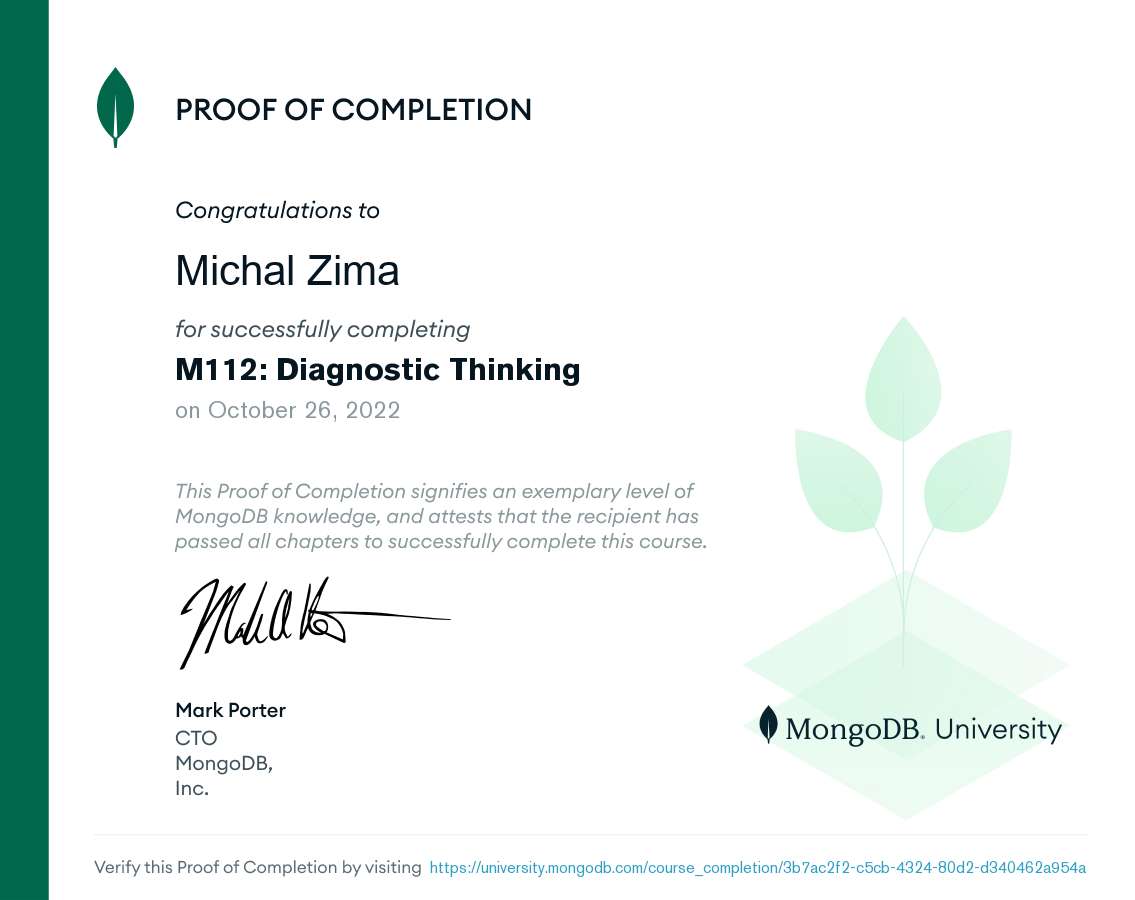 PROOF OF COMPLETION
Congratulations to
Michal Zima
for successfully completing
M112: Diagnostic Thinking
on October 26, 2022
This Proof of Completion signifies an exemplary level of
MongoDB knowledge, and attests that the recipient has
passed all chapters to successfully complete this course.
Mark Porter
CTO
MongoDB,
Inc.
MongoDB. University
Verify this Proof of Completion by visiting https://university.mongodb.com/course_completion/3b7ac2f2-c5cb-4324-80d2-d340462a954a